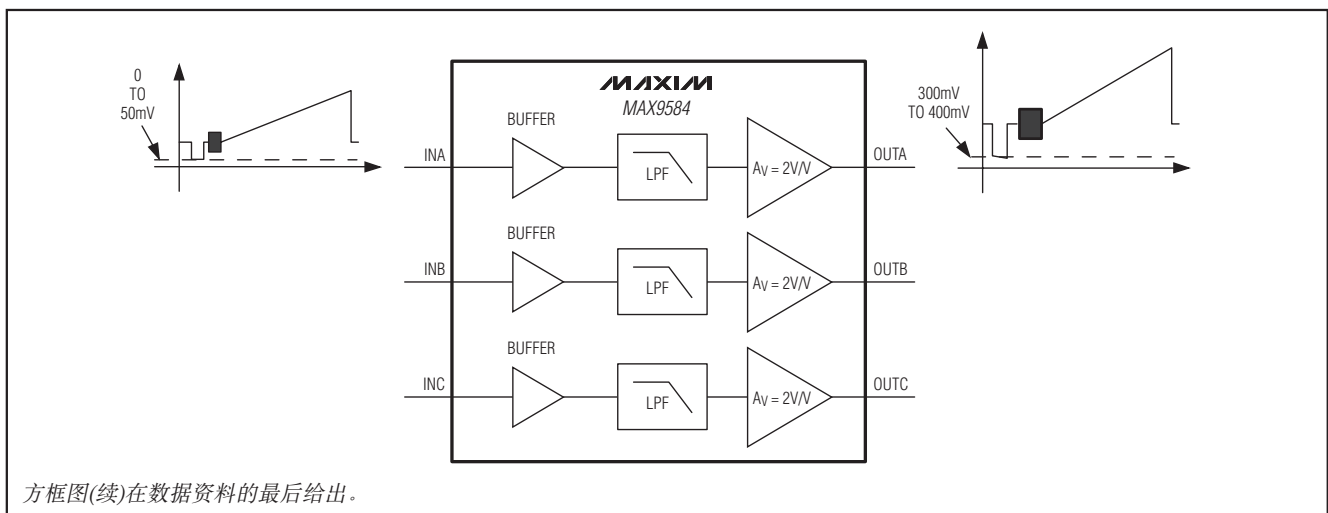 0
TO
50mV
MAXIM
MAX9584
300mV
TO 400mV
BUFFER
INA
LPF
AV = 2V/V
OUTA
BUFFER
INB
LPF
AV = 2V/V
OUTB
BUFFER
INC
LPF
AV = 2V/V
OUTC
方框图(续)在数据资料的最后给出。